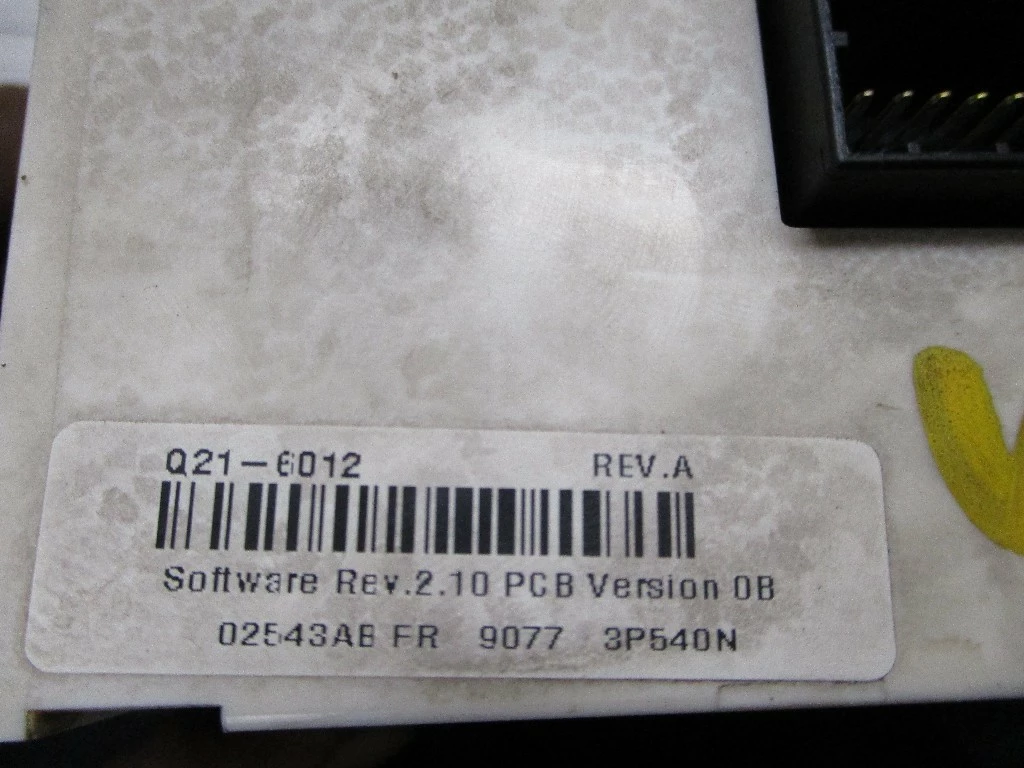 Q21-6012 REV.A
Software Rev.2.10 PCB Version 0B
02543AB FR 9077 3P540N